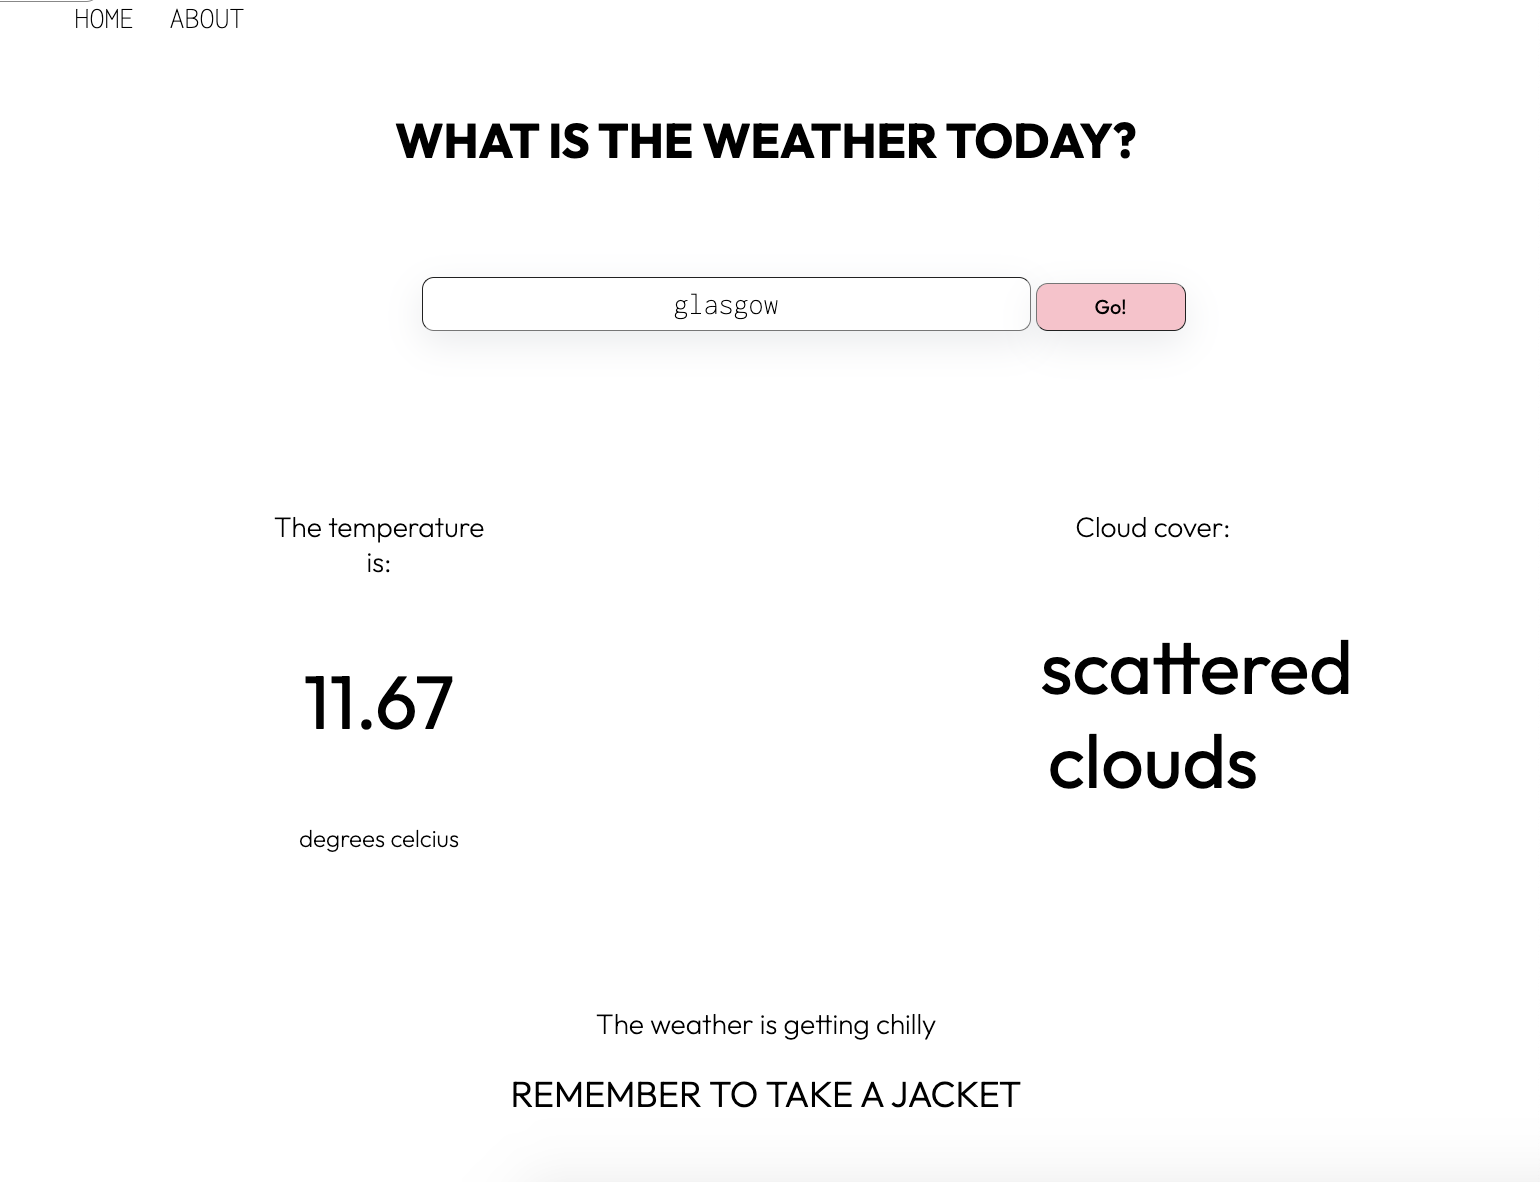 HOME ABOUT
WHAT IS THE WEATHER TODAY?
glasgow Go!
The temperature
is:
11.67
degrees celcius
Cloud cover:
scattered
clouds
The weather is getting chilly
REMEMBER TO TAKE A JACKET